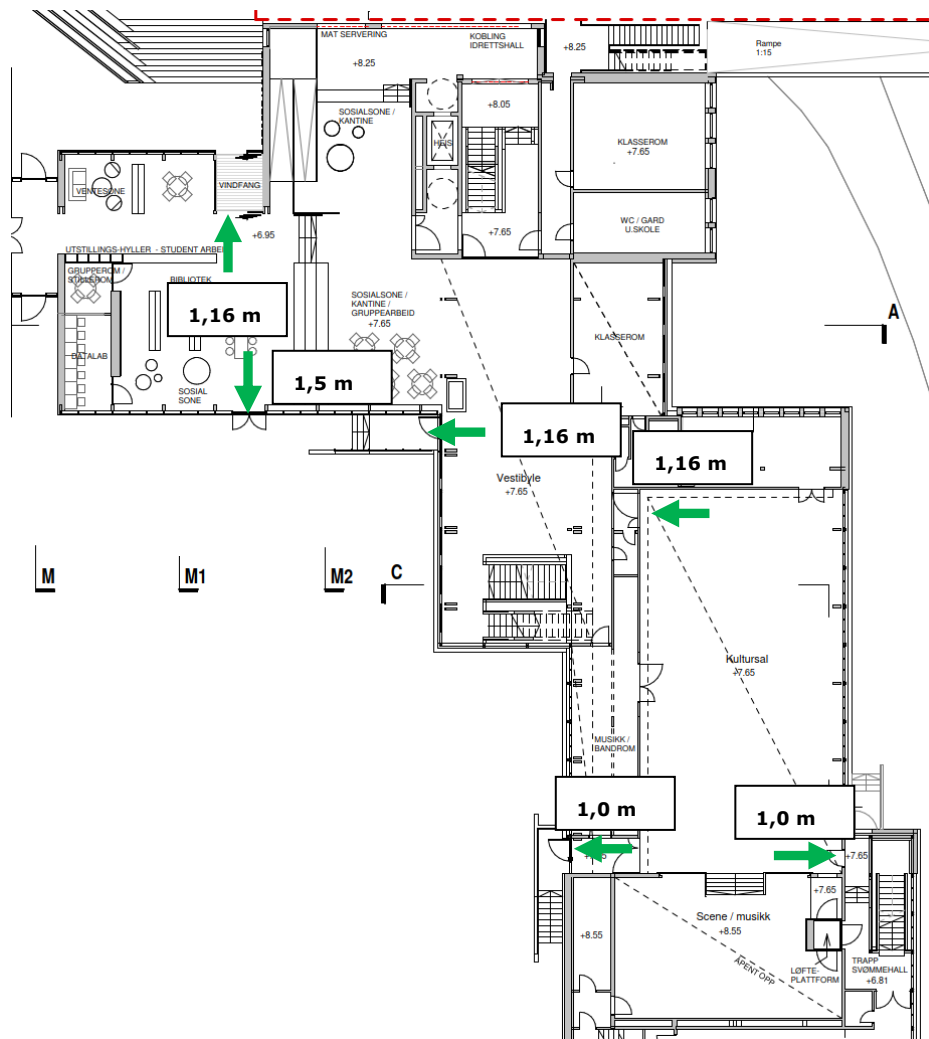 MAT SERVERING
KOBLING
IDRETTSHALL
+8.25
+8.25
Rampe
1:15
+8.05
SOSIALSONE /
KANTINE
HEIS
KLASSEROM
+7.65
VENTESONE
VINDFANG
WC / GARD
U.SKOLE
+6.95
+7.65
UTSTILLINGS-HYLLER - STUDENT ARBEI
GRUPPEROM /
STILLEROM
BIBLIOTEK
SOSIALSONE /
KANTINE /
GRUPPEARBEID
+7.65
A
1,16 m
KLASSEROM
DATALAB
1,5 m
SOSIAL
SONE
1,16 m
1,16 m
Vestibyle
+7.65
M
M1
M2
C
Kultursal
+7.65
MUSIKK /
BANDROM
1,0 m
1,0 m
+7.65
+7.65
Scene / musikk
+8.55
+8.55
ÅPENT OPP
LØFTE-
PLATTFORM
TRAPP
SVØMMEHALL
+6.81